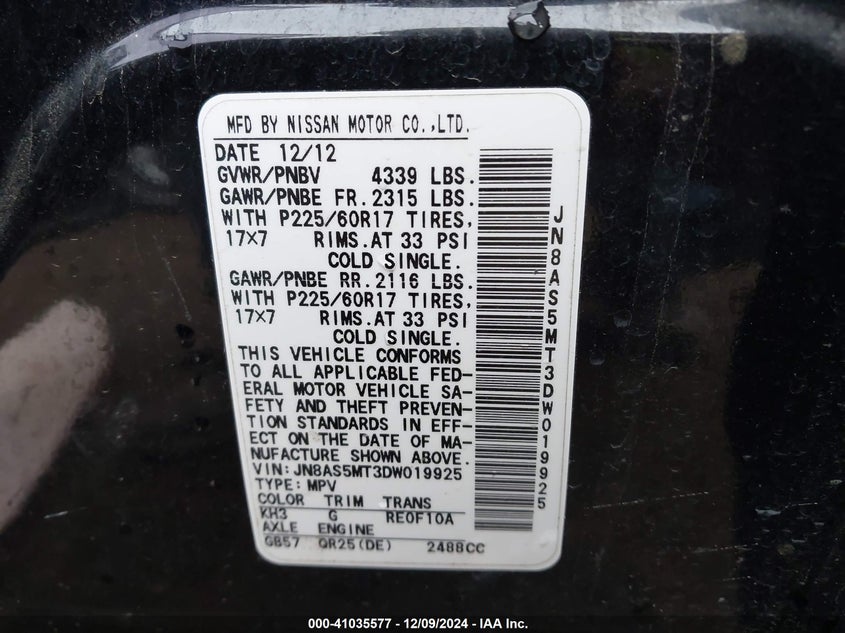 MFD BY NISSAN MOTOR CO.,LTD.
DATE 12/12
GVWR/PNBV 4339 LBS.
GAWR/PNBE FR. 2315 LBS.
WITH P225/60R17 TIRES,
17×7 RIMS.AT 33 PSI
COLD SINGLE.
GAWR/PNBE RR. 2116 LBS.
WITH P225/60R17 TIRES,
17×7 RIMS.AT 33 PSI
COLD SINGLE.
THIS VEHICLE CONFORMS
TO ALL APPLICABLE FED-
ERAL MOTOR VEHICLE SA-
FETY AND THEFT PREVEN-
TION STANDARDS IN EFF-
ECT ON THE DATE OF MA-
NUFACTURE SHOWN ABOVE.
VIN: JN8AS5MT3DW019925
TYPE: MPV
COLOR TRIM TRANS
KH3 G RE0F10A
AXLE ENGINE
GB57 QR25(DE) 2488CC
JN8AS5MT3DW019925
000-41035577 - 12/09/2024 - IAA Inc.